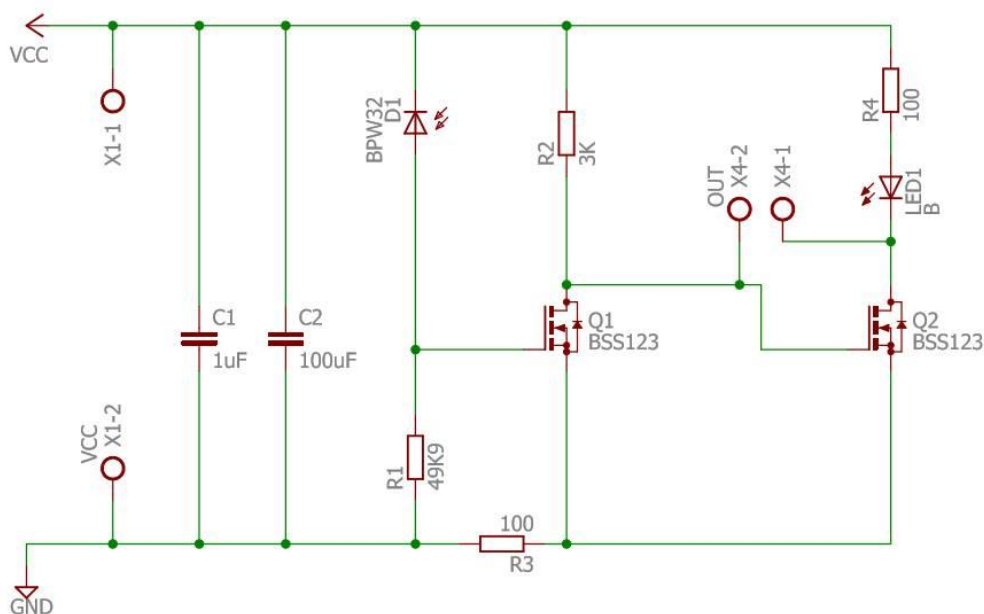 VCC
X1-1
BPW32
D1
R2
3K
R4
100
OUT
X4-2
X4-1
LED1
B
C1
1uF
C2
100uF
Q1
BSS123
Q2
BSS123
VCC
X1-2
R1
49K9
100
R3
GND